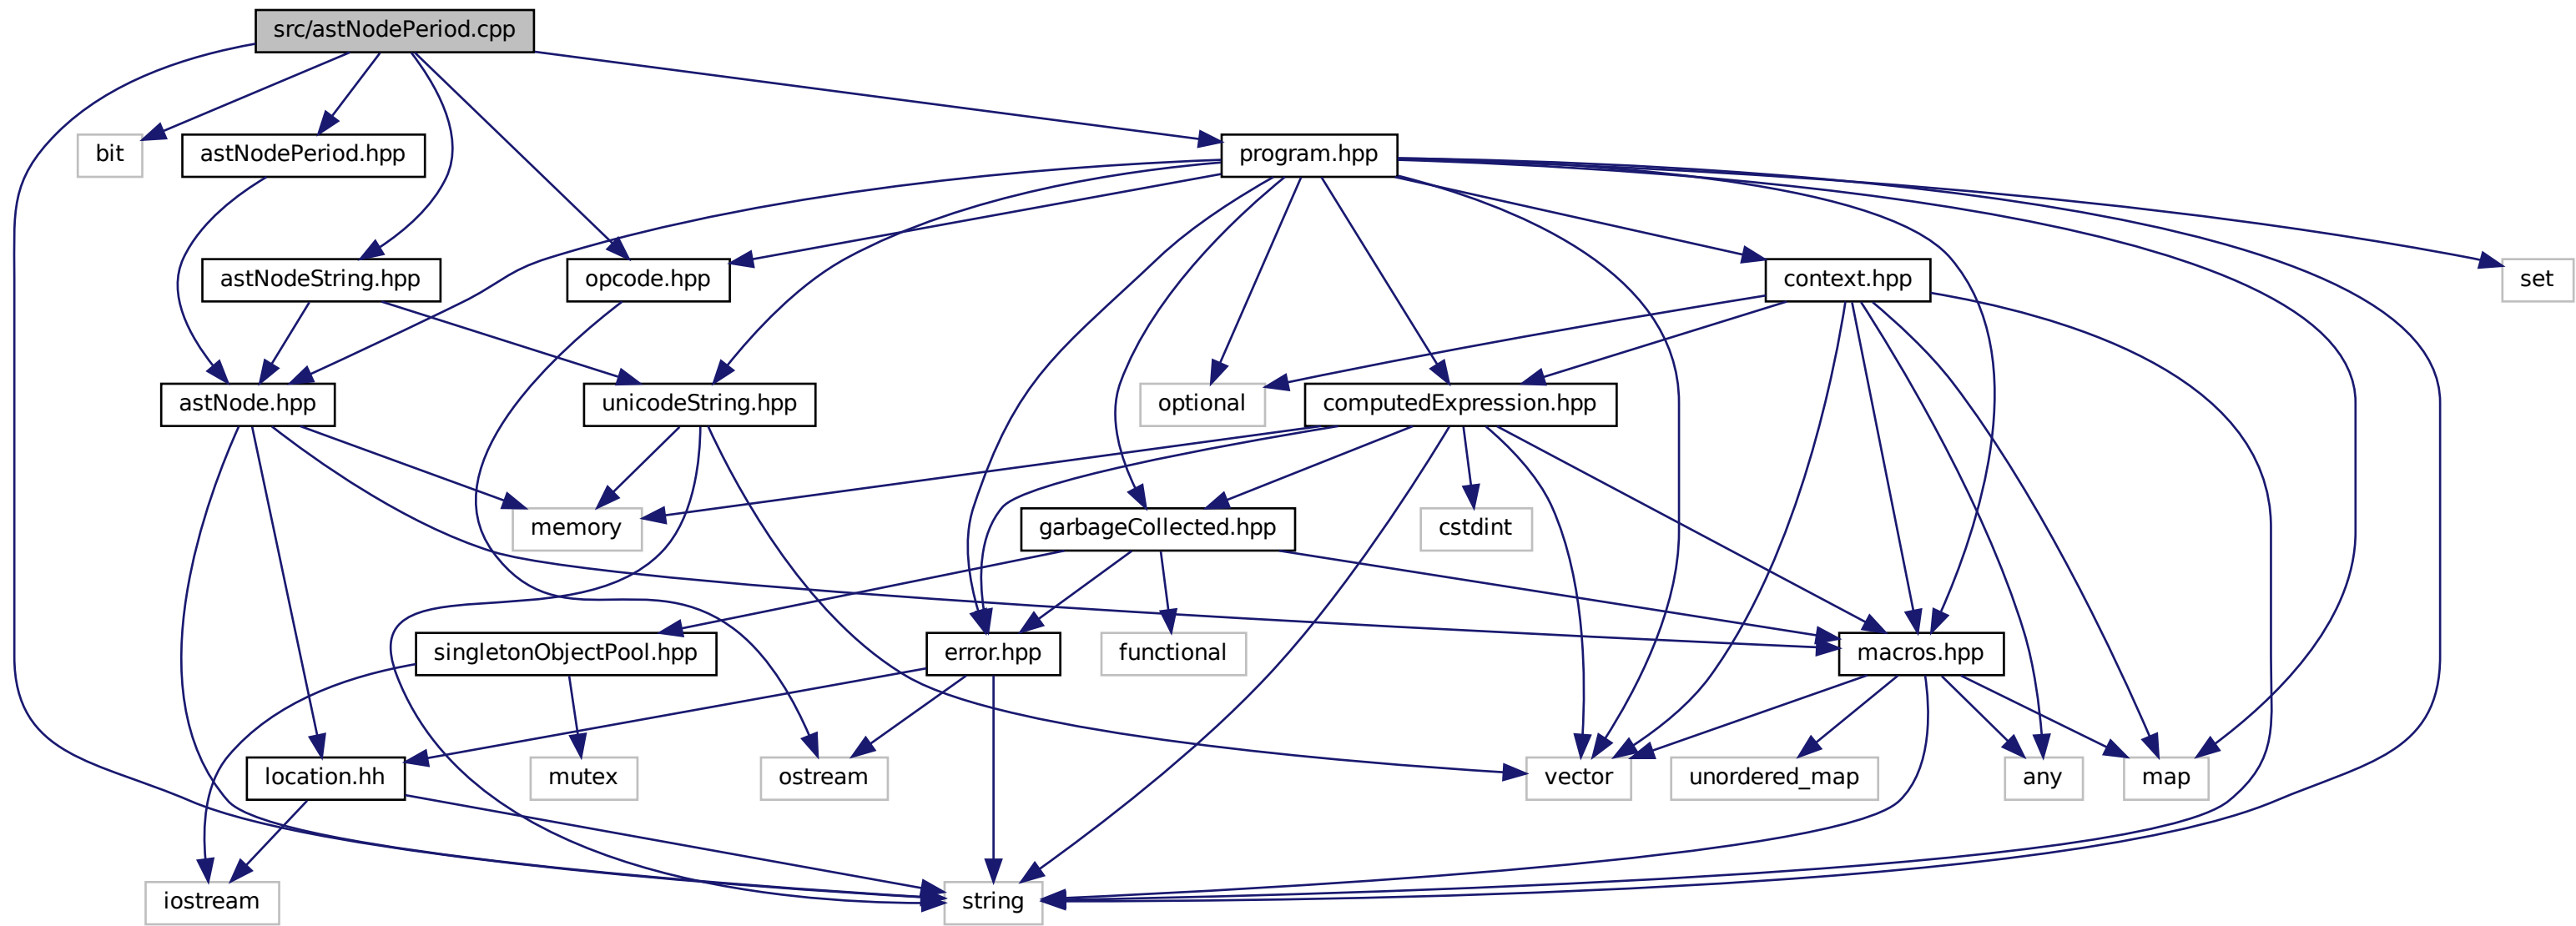 src/astNodePeriod.cpp
bit
astNodePeriod.hpp
program.hpp
astNodeString.hpp
opcode.hpp
context.hpp
set
astNode.hpp
unicodeString.hpp
optional
computedExpression.hpp
memory
garbageCollected.hpp
cstdint
singletonObjectPool.hpp
error.hpp
functional
macros.hpp
location.hh
mutex
ostream
vector
unordered_map
any
map
iostream
string